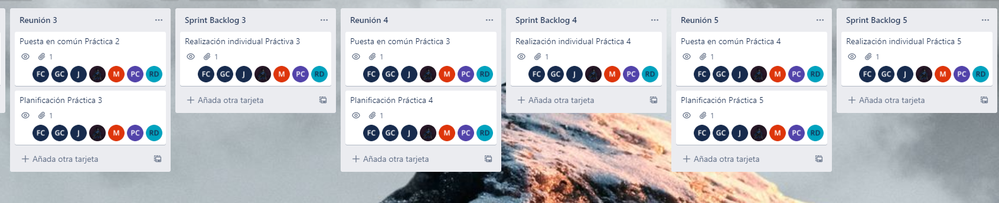 Reunión 3
Puesta en común Práctica 2
1
FC GC J M PC RD
Planificación Práctica 3
1
FC GC J M PC RD
+ Añada otra tarjeta
Sprint Backlog 3
Realización individual Práctiva 3
1
FC GC J M PC RD
+ Añada otra tarjeta
Reunión 4
Puesta en común Práctica 3
1
FC GC J M PC RD
Planificación Práctica 4
1
FC GC J M PC RD
+ Añada otra tarjeta
Sprint Backlog 4
Realización individual Práctica 4
1
FC GC J M PC RD
+ Añada otra tarjeta
Reunión 5
Puesta en común Práctica 4
1
FC GC J M PC RD
Planificación Práctica 5
1
FC GC J M PC RD
+ Añada otra tarjeta
Sprint Backlog 5
Realización individual Práctica 5
1
FC GC J M PC RD
+ Añada otra tarjeta